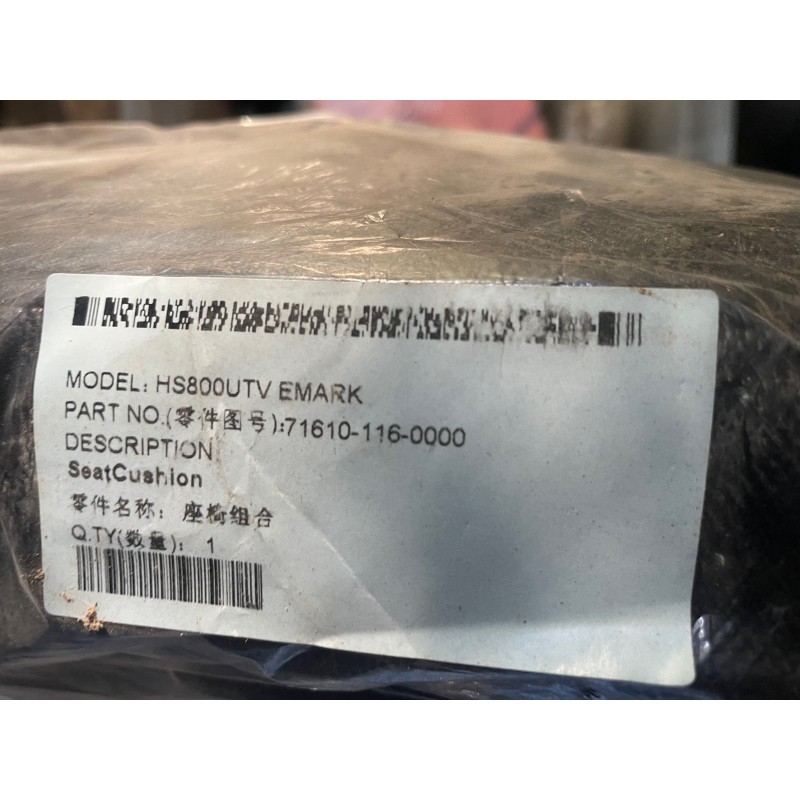 MODEL: HS800UTV EMARK
PART NO.(零件图号):71610-116-0000
DESCRIPTION
SeatCushion
零件名称: 座椅组合
Q.TY(数量): 1